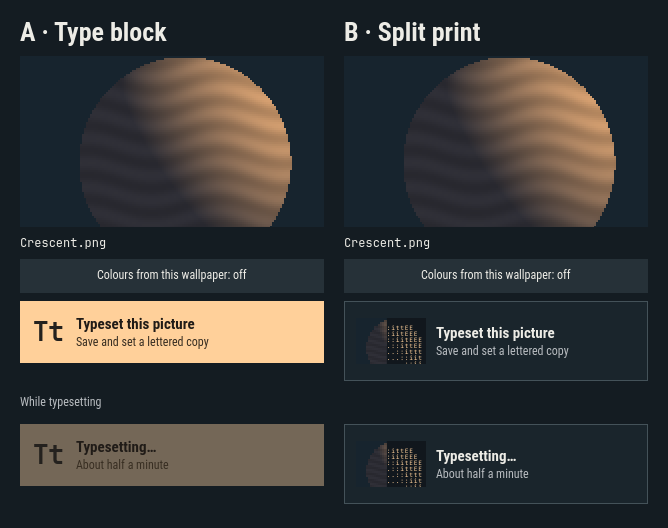 A · Type block
B · Split print
Crescent.png
Crescent.png
Colours from this wallpaper: off
Colours from this wallpaper: off
Tt
Typeset this picture
Save and set a lettered copy
Typeset this picture
Save and set a lettered copy
While typesetting
Tt
Typesetting…
About half a minute
Typesetting…
About half a minute